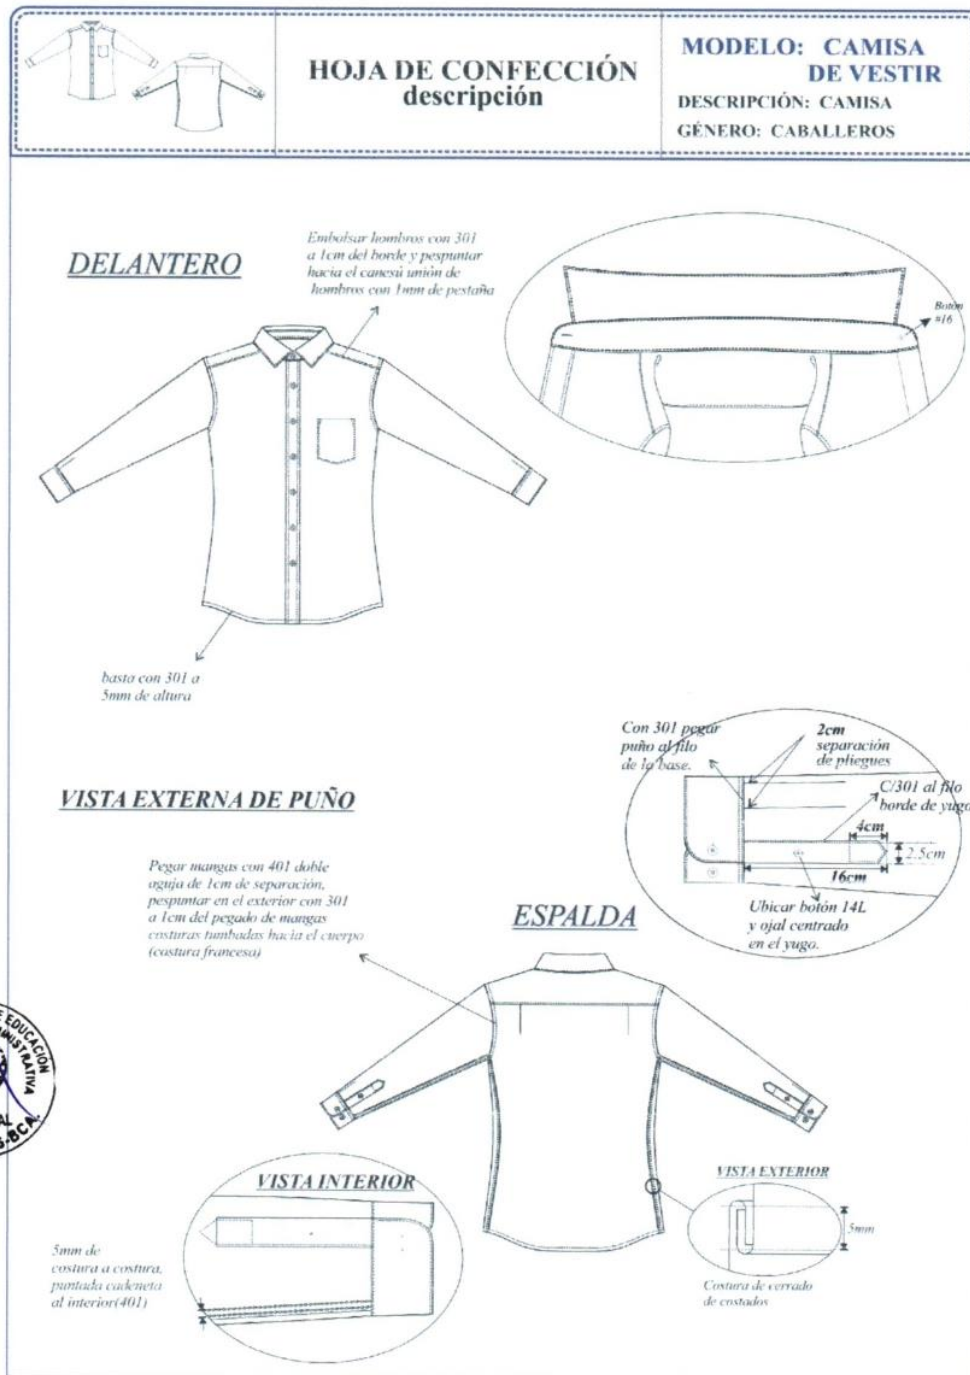 HOJA DE CONFECCIÓN
descripción
MODELO: CAMISA
DE VESTIR
DESCRIPCIÓN: CAMISA
GÉNERO: CABALLEROS
DELANTERO
Embolsar hombros con 301
a 1cm del borde y pespuntar
hacia el canesú unión de
hombros con 1mm de pestaña
Botón
#16
basta con 301 a
5mm de altura
Con 301 pegar
puño al filo
de la base.
2cm
separación
de pliegues
C/301 al filo
borde de yugo
4cm
2.5cm
16cm
Ubicar botón 14L
y ojal centrado
en el yugo.
VISTA EXTERNA DE PUÑO
Pegar mangas con 401 doble
aguja de 1cm de separación,
pespuntar en el exterior con 301
a 1cm del pegado de mangas
costuras tumbadas hacia el cuerpo
(costura francesa)
ESPALDA
EDUCACIÓN
VISTA INTERIOR
5mm de
costura a costura,
puntada cadeneta
al interior(401)
VISTA EXTERIOR
5mm
Costura de cerrado
de costados